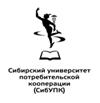 Сибирский университет
потребительской
кооперации
(СибУПК)